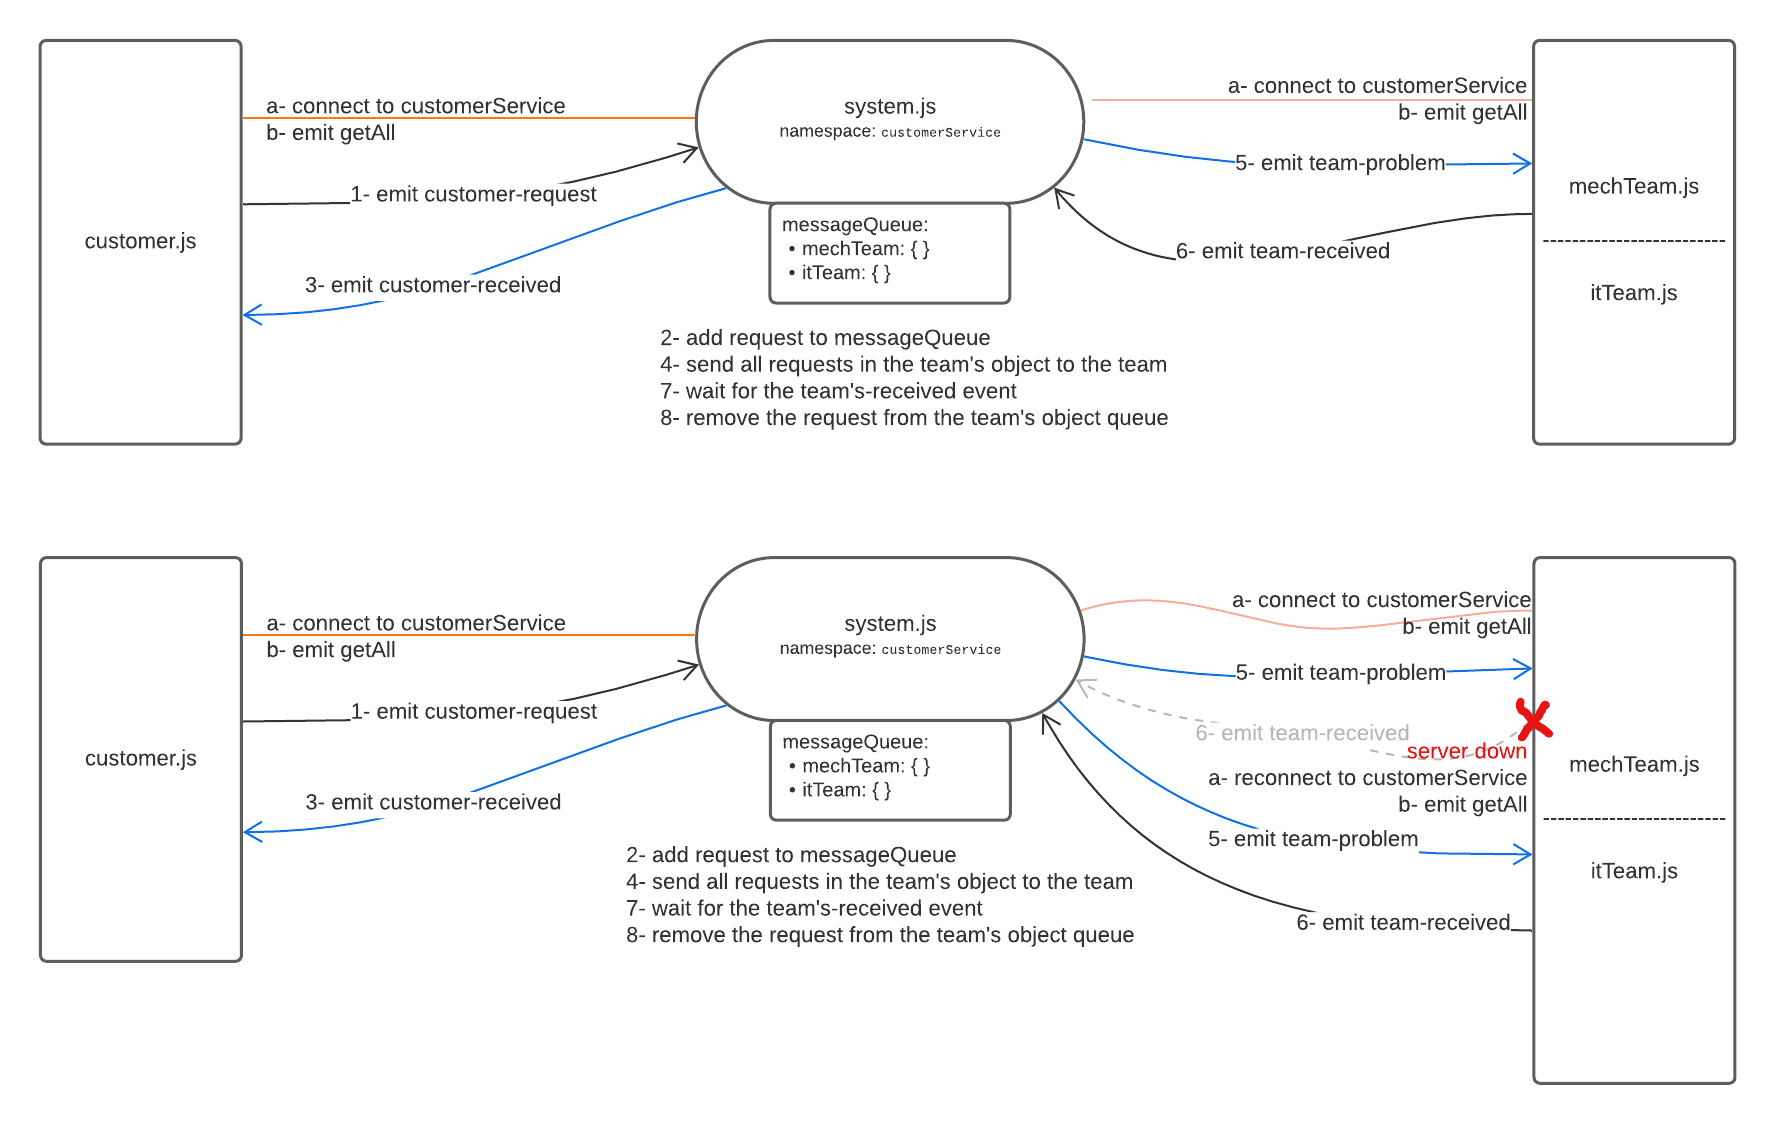 customer.js
a- connect to customerService
b- emit getAll
1- emit customer-request
3- emit customer-received
system.js
namespace: customerService
messageQueue:
• mechTeam: { }
• itTeam: { }
2- add request to messageQueue
4- send all requests in the team's object to the team
7- wait for the team's-received event
8- remove the request from the team's object queue
a- connect to customerService
b- emit getAll
5- emit team-problem
6- emit team-received
mechTeam.js
itTeam.js
customer.js
a- connect to customerService
b- emit getAll
1- emit customer-request
3- emit customer-received
system.js
namespace: customerService
messageQueue:
• mechTeam: { }
• itTeam: { }
2- add request to messageQueue
4- send all requests in the team's object to the team
7- wait for the team's-received event
8- remove the request from the team's object queue
a- connect to customerService
b- emit getAll
5- emit team-problem
6- emit team-received
server down
a- reconnect to customerService
b- emit getAll
5- emit team-problem
6- emit team-received
mechTeam.js
itTeam.js